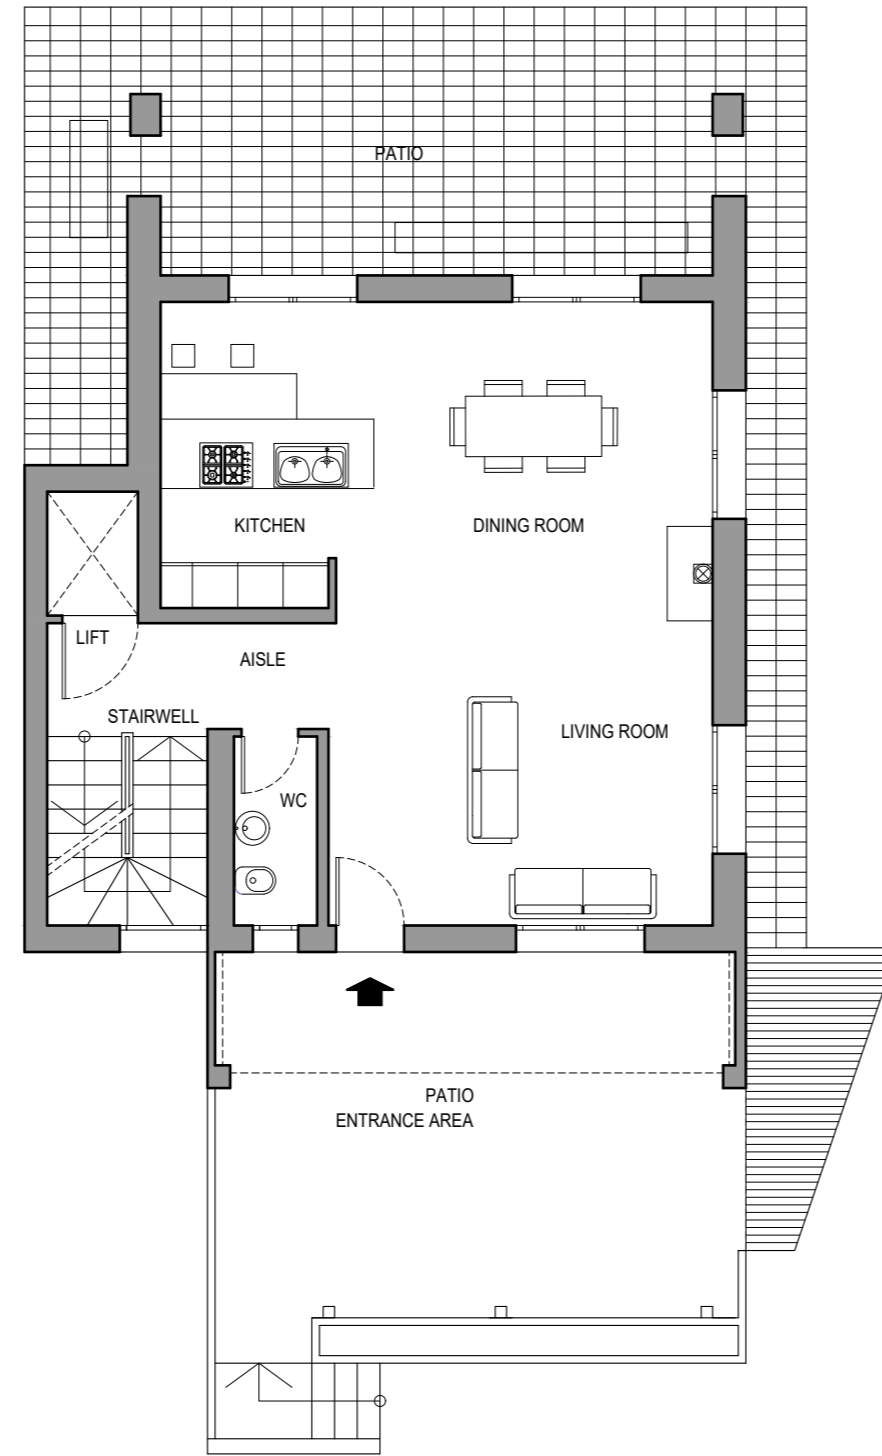 PATIO
KITCHEN
DINING ROOM
LIFT
AISLE
STAIRWELL
LIVING ROOM
WC
PATIO
ENTRANCE AREA